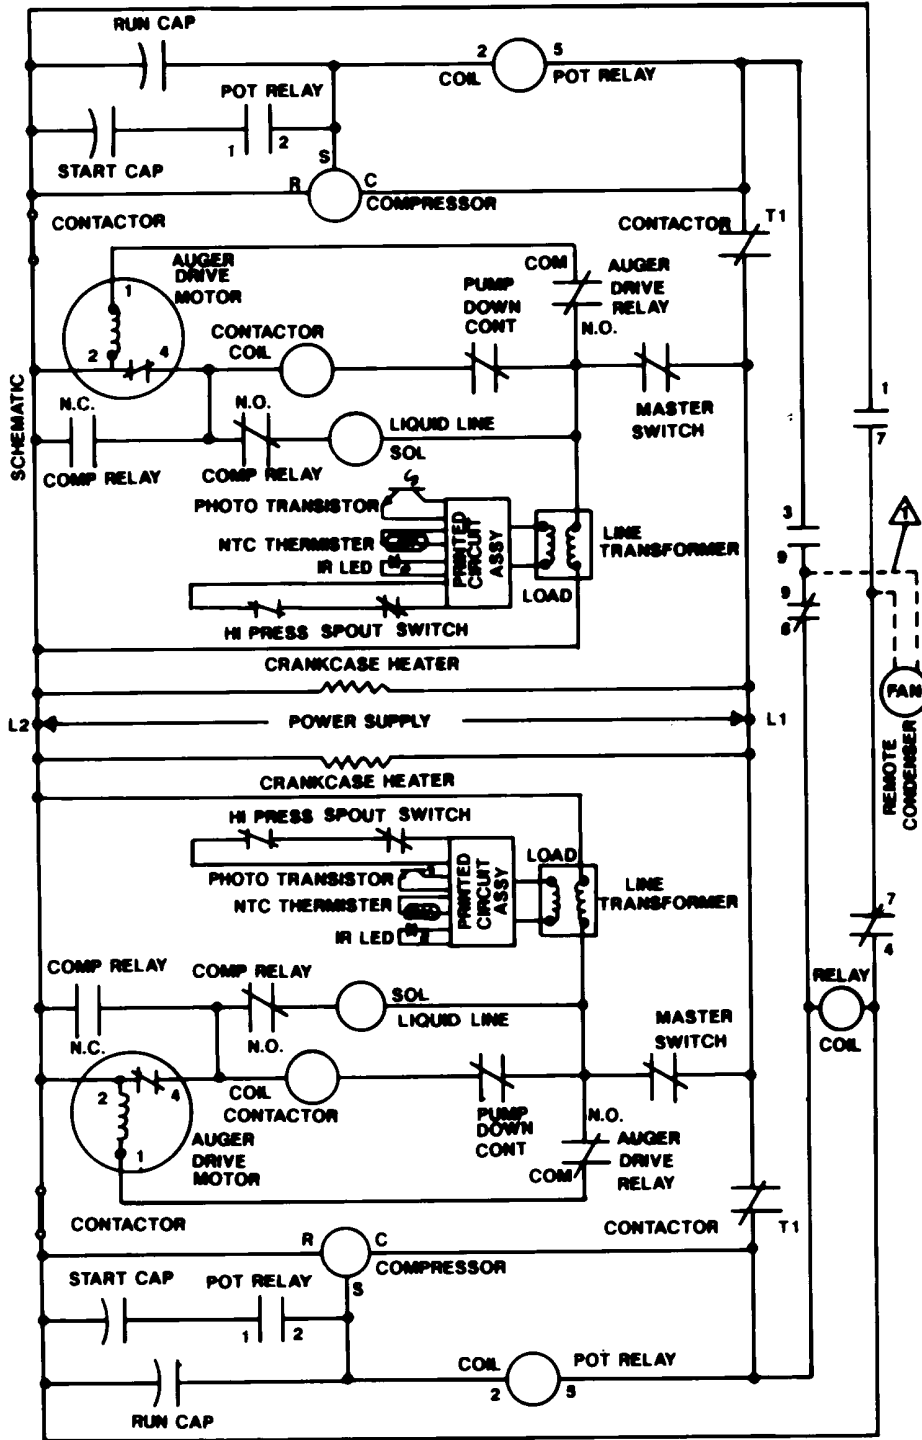 RUN CAP
2
5
COIL
POT RELAY
POT RELAY
1
2
START CAP
S
R
C
COMPRESSOR
CONTACTOR
CONTACTOR
T1
AUGER
DRIVE
MOTOR
1
2
4
COM
AUGER
DRIVE
RELAY
N.O.
PUMP
DOWN
CONT
CONTACTOR
COIL
MASTER
SWITCH
SCHEMATIC
N.C.
COMP RELAY
N.O.
COMP RELAY
LIQUID LINE
SOL
PHOTO TRANSISTOR
NTC THERMISTER
IR LED
PRINTED
CIRCUIT
ASSY
LINE
TRANSFORMER
LOAD
HI PRESS SPOUT SWITCH
CRANKCASE HEATER
L2
POWER SUPPLY
L1
CRANKCASE HEATER
HI PRESS SPOUT SWITCH
PHOTO TRANSISTOR
NTC THERMISTER
IR LED
PRINTED
CIRCUIT
ASSY
LOAD
LINE
TRANSFORMER
COMP RELAY
N.C.
COMP RELAY
N.O.
SOL
LIQUID LINE
MASTER
SWITCH
2
4
1
AUGER
DRIVE
MOTOR
COIL
CONTACTOR
PUMP
DOWN
CONT
N.O.
COM
AUGER
DRIVE
RELAY
CONTACTOR
CONTACTOR
T1
R
C
COMPRESSOR
S
START CAP
POT RELAY
1
2
COIL
2
5
POT RELAY
RUN CAP
1
7
3
9
9
6
1
FAN
REMOTE
CONDENSER
7
4
RELAY
COIL